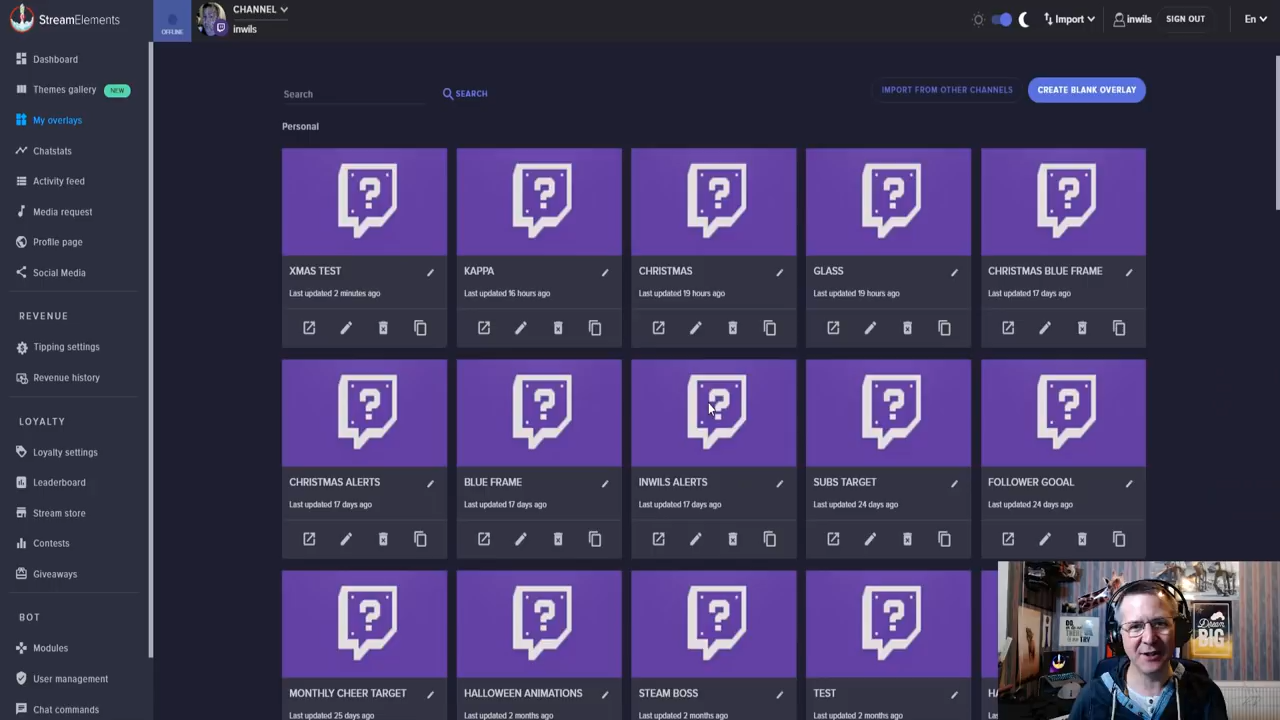 StreamElements
OFFLINE
CHANNEL
inwils
Import
inwils
SIGN OUT
En
Dashboard
Themes gallery NEW
My overlays
Chatstats
Activity feed
Media request
Profile page
Social Media
REVENUE
Tipping settings
Revenue history
LOYALTY
Loyalty settings
Leaderboard
Stream store
Contests
Giveaways
BOT
Modules
User management
Chat commands
Search
SEARCH
IMPORT FROM OTHER CHANNELS
CREATE BLANK OVERLAY
Personal
XMAS TEST
Last updated 2 minutes ago
KAPPA
Last updated 16 hours ago
CHRISTMAS
Last updated 19 hours ago
GLASS
Last updated 19 hours ago
CHRISTMAS BLUE FRAME
Last updated 17 days ago
CHRISTMAS ALERTS
Last updated 17 days ago
BLUE FRAME
Last updated 17 days ago
INWILS ALERTS
Last updated 17 days ago
SUBS TARGET
Last updated 24 days ago
FOLLOWER GOOAL
Last updated 24 days ago
MONTHLY CHEER TARGET
Last updated 25 days ago
HALLOWEEN ANIMATIONS
Last updated 2 months ago
STEAM BOSS
Last updated 2 months ago
TEST
Last updated 2 months ago
Dream
BIG